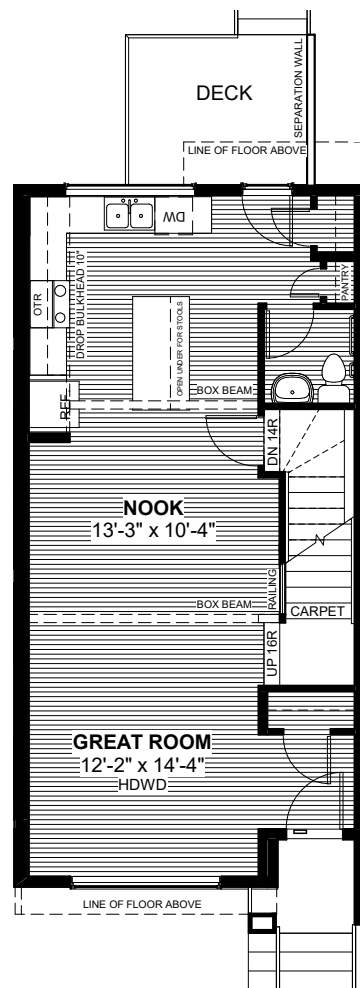 DECK
SEPARATION WALL
LINE OF FLOOR ABOVE
DW
PANTRY
OTR
DROP BULKHEAD 10"
OPEN UNDER FOR STOOLS
REF
BOX BEAM
DN 14R
NOOK
13'-3" x 10'-4"
RAILING
BOX BEAM
CARPET
UP 16R
GREAT ROOM
12'-2" x 14'-4"
HDWD
LINE OF FLOOR ABOVE